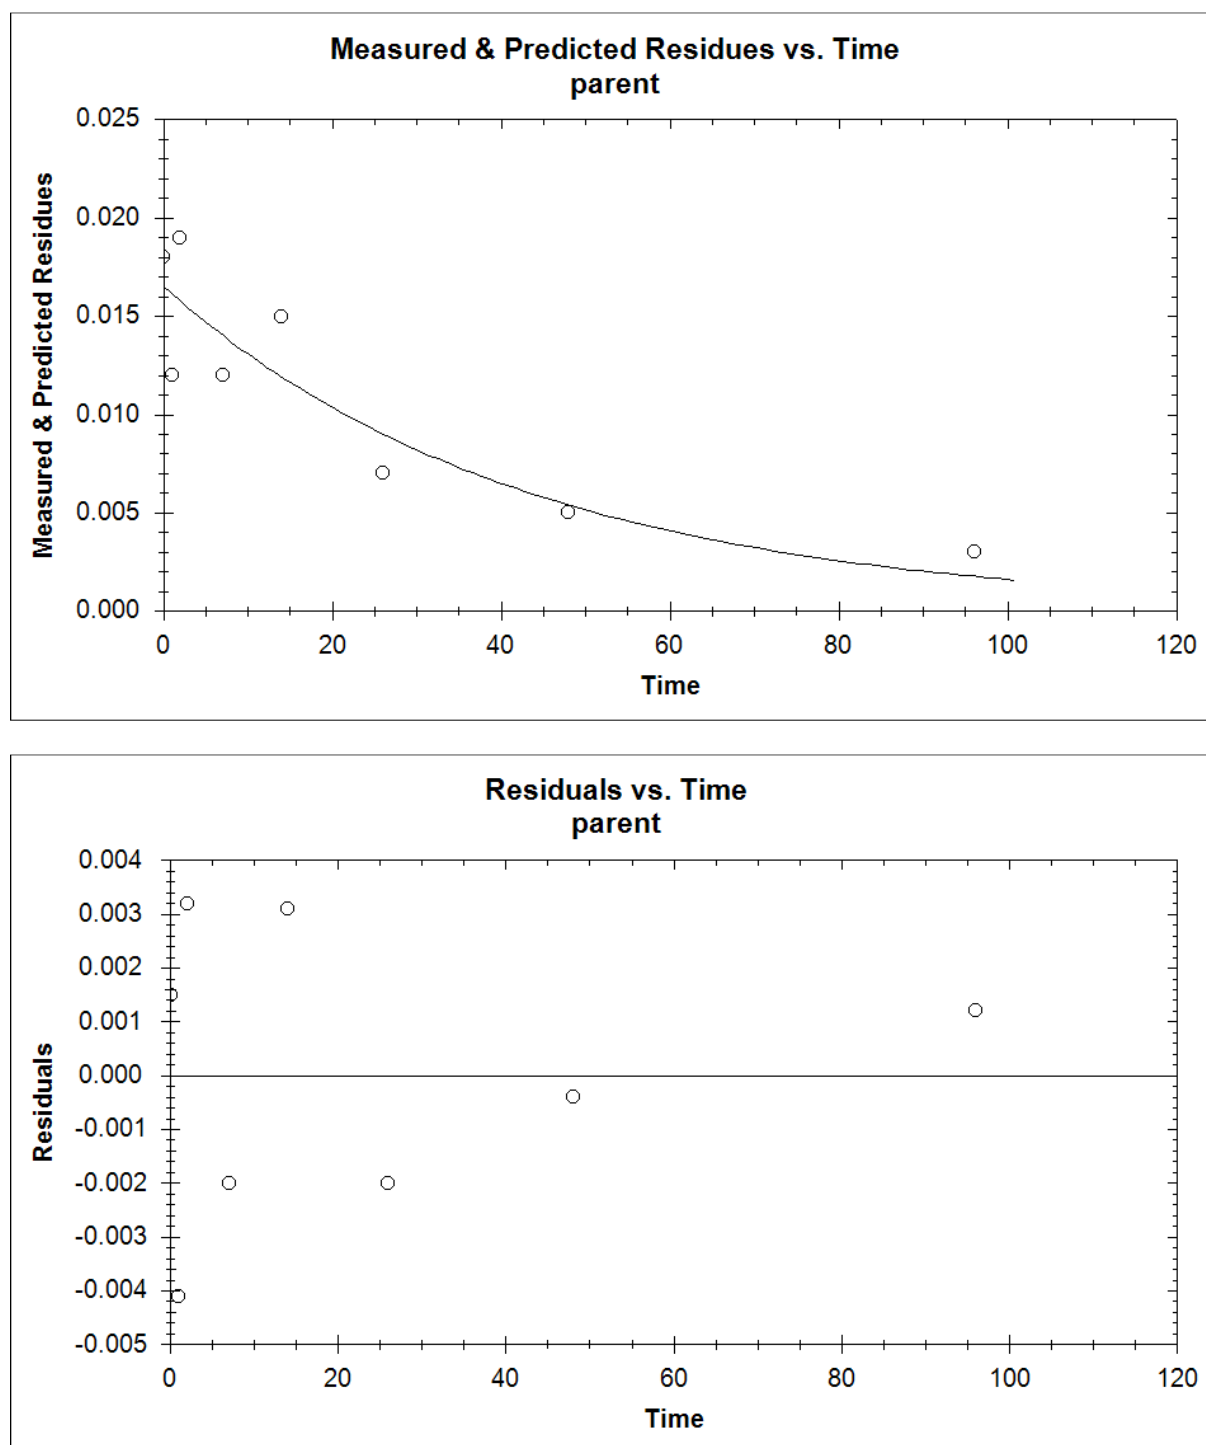 Measured & Predicted Residues vs. Time
parent
Measured & Predicted Residues
0.025
0.020
0.015
0.010
0.005
0.000
0 20 40 60 80 100 120
Time
Residuals vs. Time
parent
Residuals
0.004
0.003
0.002
0.001
0.000
-0.001
-0.002
-0.003
-0.004
-0.005
0 20 40 60 80 100 120
Time